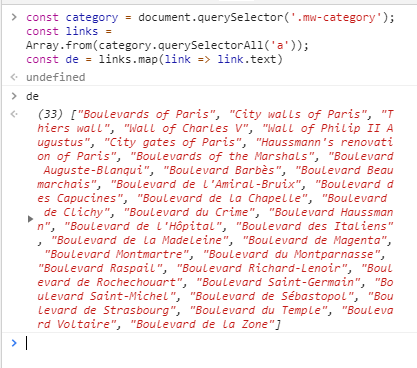 > const category = document.querySelector('.mw-category');
const links =
Array.from(category.querySelectorAll('a'));
const de = links.map(link => link.text)
undefined
> de
(33) ["Boulevards of Paris", "City walls of Paris", "T
hiers wall", "Wall of Charles V", "Wall of Philip II A
ugustus", "City gates of Paris", "Haussmann's renovati
on of Paris", "Boulevards of the Marshals", "Boulevard
Auguste-Blanqui", "Boulevard Barbès", "Boulevard Beau
marchais", "Boulevard de l'Amiral-Bruix", "Boulevard d
es Capucines", "Boulevard de la Chapelle", "Boulevard
de Clichy", "Boulevard du Crime", "Boulevard Haussman
n", "Boulevard de l'Hôpital", "Boulevard des Italiens"
, "Boulevard de la Madeleine", "Boulevard de Magenta",
"Boulevard Montmartre", "Boulevard du Montparnasse",
"Boulevard Raspail", "Boulevard Richard-Lenoir", "Boul
evard de Rochechouart", "Boulevard Saint-Germain", "Bo
ulevard Saint-Michel", "Boulevard de Sébastopol", "Bou
levard de Strasbourg", "Boulevard du Temple", "Bouleva
rd Voltaire", "Boulevard de la Zone"]
>